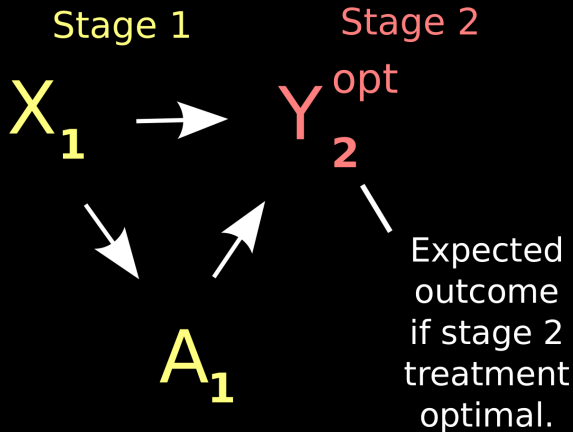 Stage 1
Stage 2
X1
Y2opt
A1
Expected
outcome
if stage 2
treatment
optimal.